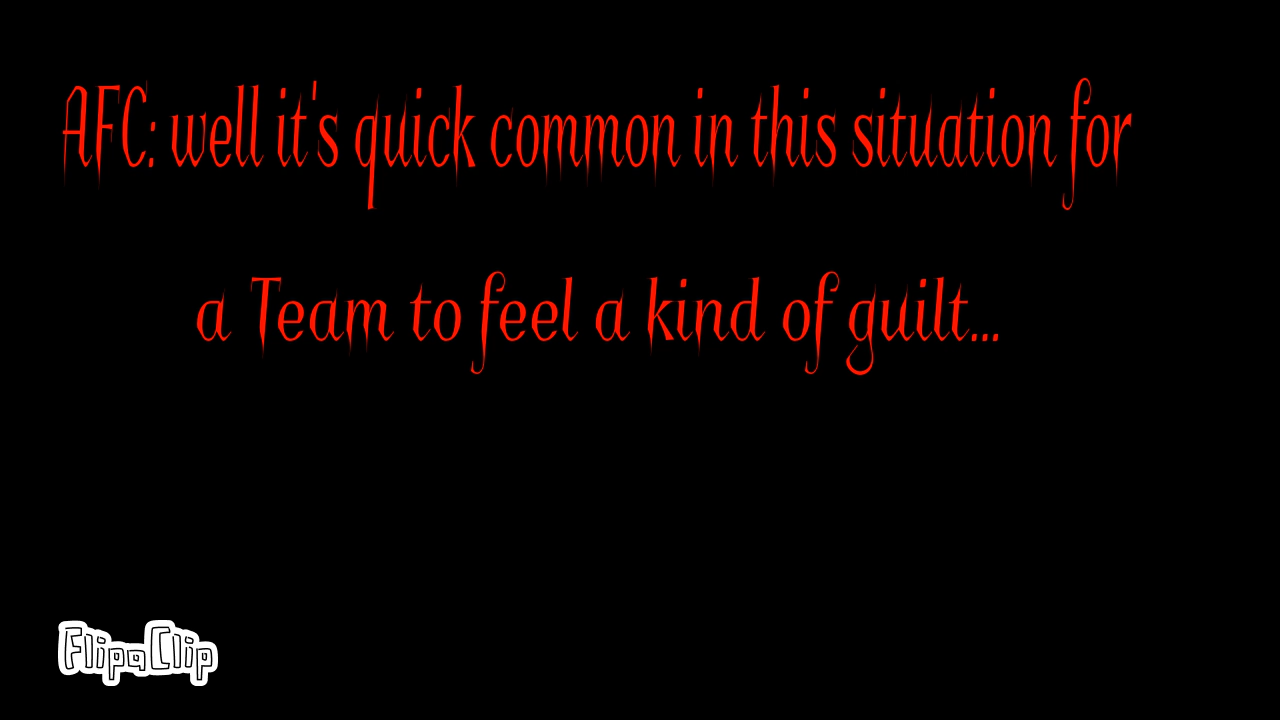 AFC: well it's quick common in this situation for
a Team to feel a kind of guilt...
FlipaClip